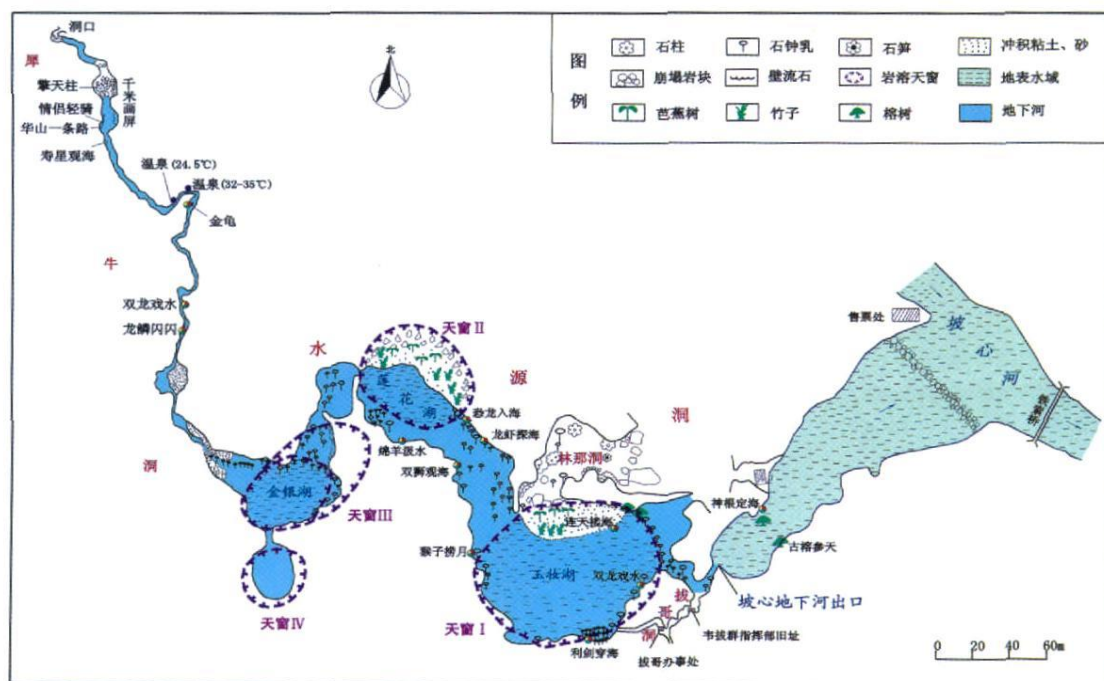 洞口
北
图例
石柱
石钟乳
石笋
冲积粘土、砂
崩塌岩块
壁流石
岩溶天窗
地表水域
芭蕉树
竹子
榕树
地下河
犀
牛
洞
擎天柱
千米画屏
情侣轻骑
华山一条路
寿星观海
温泉(24.5℃)
温泉(32-35℃)
金龟
双龙戏水
龙鳞闪闪
水
源
洞
天窗Ⅱ
莲花湖
龙虾探海
绵羊汲水
双狮观海
金银湖
天窗Ⅲ
天窗Ⅳ
猴子捞月
天窗Ⅰ
林那洞
玉妆湖
双龙戏水
利剑穿海
拔哥洞
拔哥办事处
韦拔群指挥部旧址
坡心地下河出口
神根定海
古榕参天
售票处
坡心河
铁索桥
0 20 40 60m